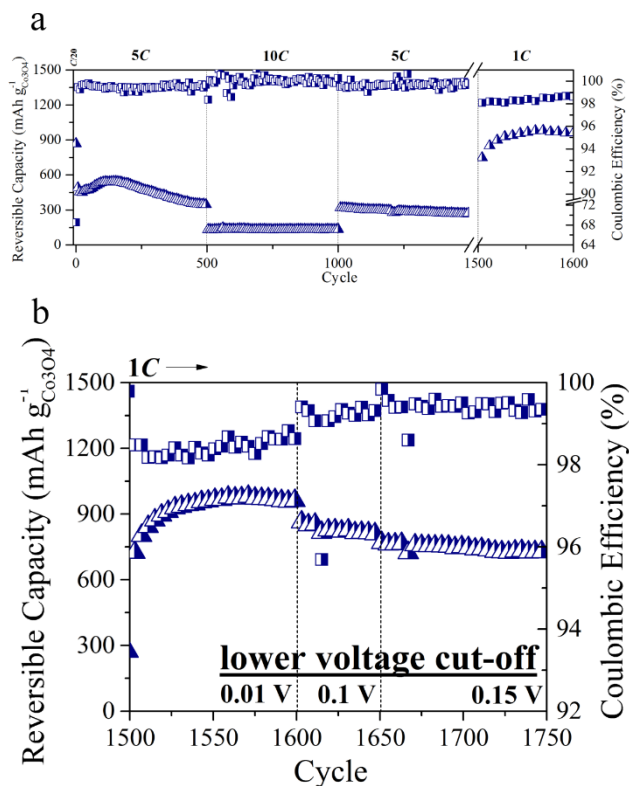 a
C/20 5C 10C 5C 1C
1500
1200
900
600
300
0
Reversible Capacity (mAh g⁻¹Co3O4)
100
98
96
94
92
90
72
68
64
Coulombic Efficiency (%)
0 500 1000 1500 1600
Cycle
b
1C
1500
1200
900
600
300
0
Reversible Capacity (mAh g⁻¹Co3O4)
100
98
96
94
92
Coulombic Efficiency (%)
lower voltage cut-off
0.01 V 0.1 V 0.15 V
1500 1550 1600 1650 1700 1750
Cycle